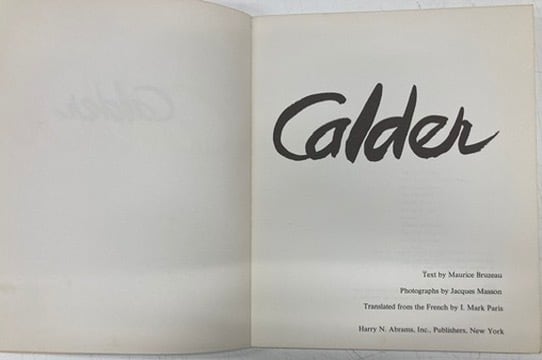 Calder
Text by Maurice Bruzeau
Photographs by Jacques Masson
Translated from the French by I. Mark Paris
Harry N. Abrams, Inc., Publishers, New York